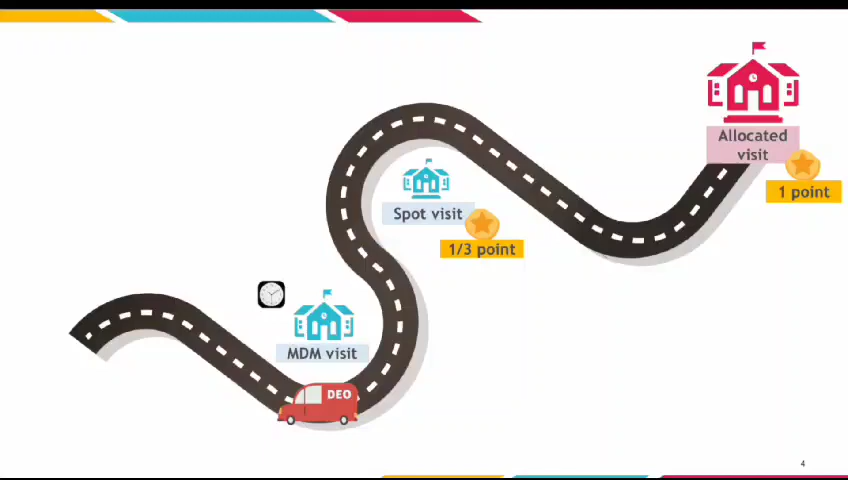 Allocated
visit
1 point
Spot visit
1/3 point
MDM visit
DEO
4